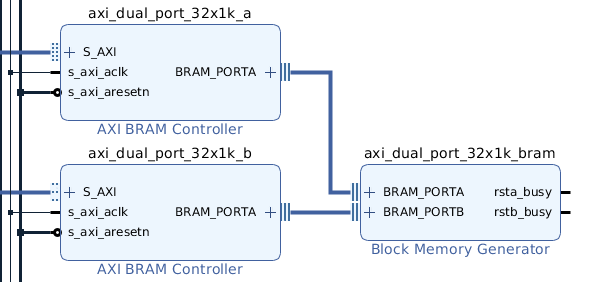 axi_dual_port_32x1k_a
S_AXI
s_axi_aclk
BRAM_PORTA
s_axi_aresetn
AXI BRAM Controller
axi_dual_port_32x1k_b
S_AXI
s_axi_aclk
BRAM_PORTA
s_axi_aresetn
AXI BRAM Controller
axi_dual_port_32x1k_bram
BRAM_PORTA
rsta_busy
BRAM_PORTB
rstb_busy
Block Memory Generator